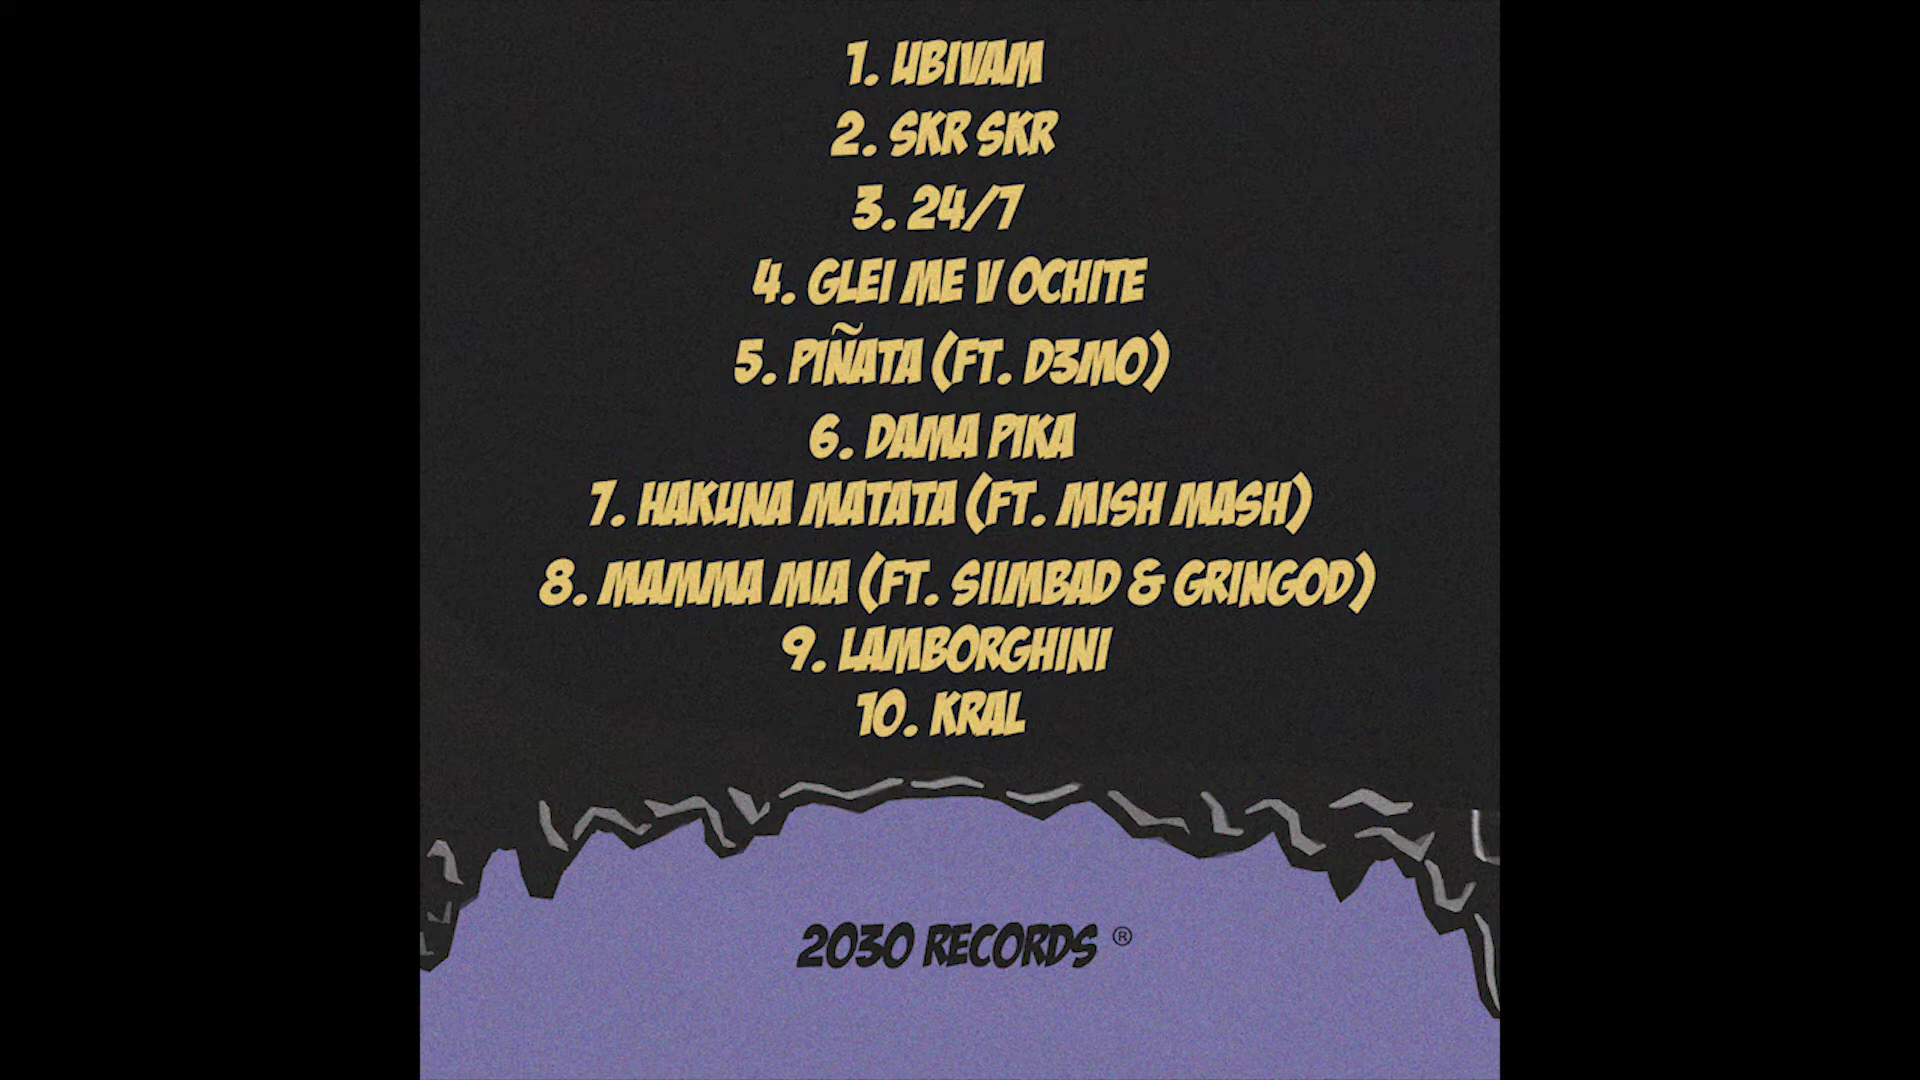 1. UBIVAM
2. SKR SKR
3. 24/7
4. GLEI ME V OCHITE
5. PIÑATA (FT. D3MO)
6. DAMA PIKA
7. HAKUNA MATATA (FT. MISH MASH)
8. MAMMA MIA (FT. SIIMBAD & GRINGOD)
9. LAMBORGHINI
10. KRAL
2030 RECORDS ®